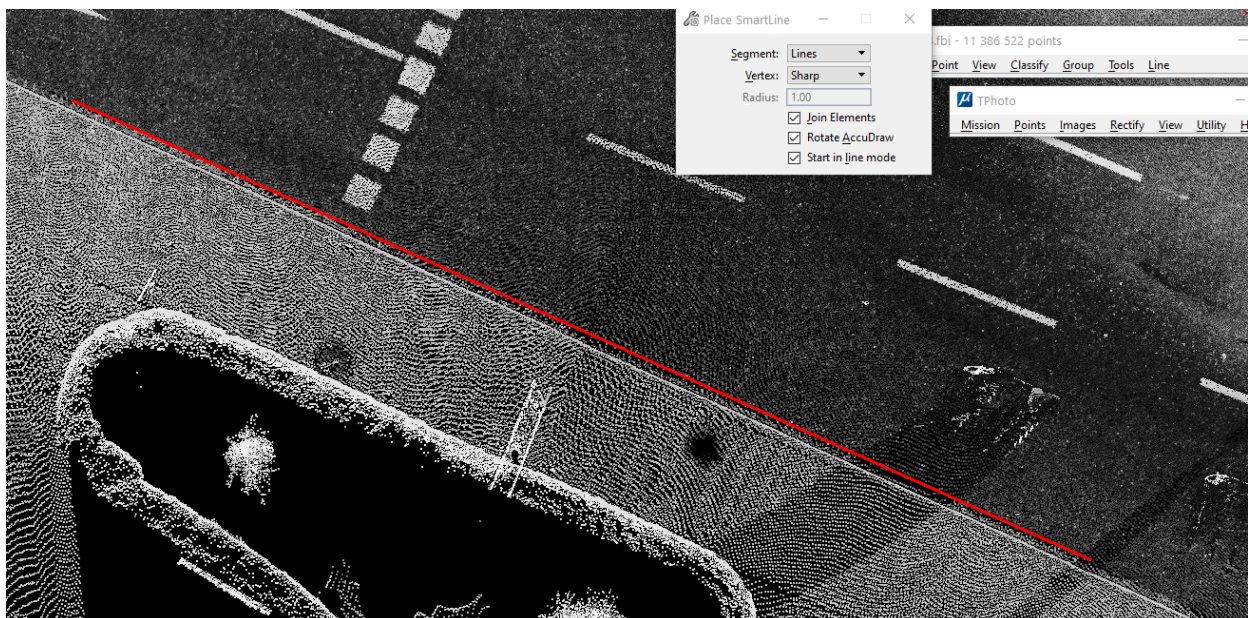 Place SmartLine
Segment: Lines
Vertex: Sharp
Radius: 1.00
Join Elements
Rotate AccuDraw
Start in line mode
.fbi - 11 386 522 points
Point View Classify Group Tools Line
TPhoto
Mission Points Images Rectify View Utility H